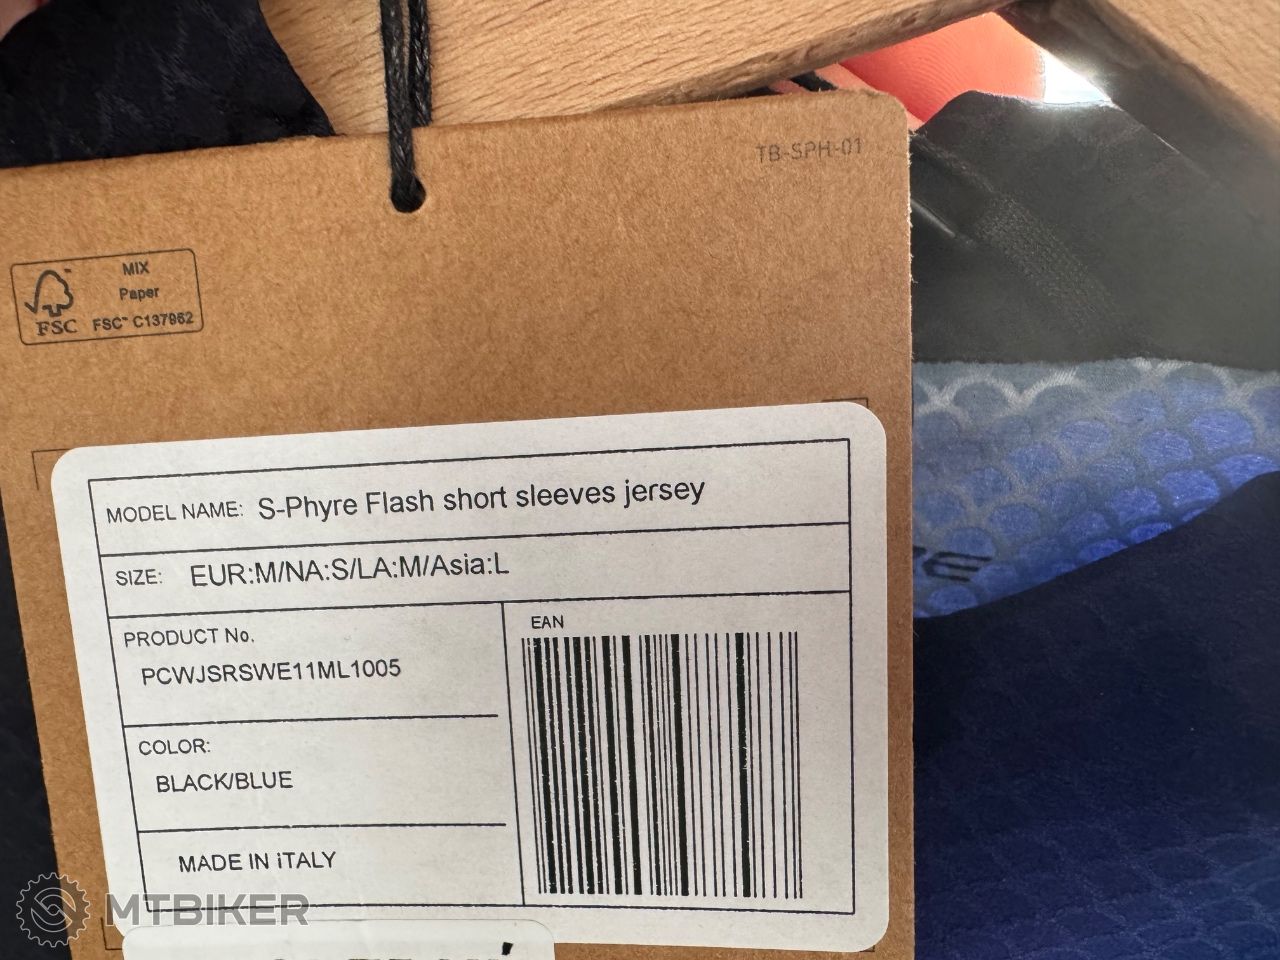 TB-SPH-01
MIX
Paper
FSC™ C137962
FSC
MODEL NAME: S-Phyre Flash short sleeves jersey
SIZE: EUR:M/NA:S/LA:M/Asia:L
PRODUCT No.
PCWJSRSWE11ML1005
EAN
COLOR:
BLACK/BLUE
MADE IN iTALY
MTBIKER